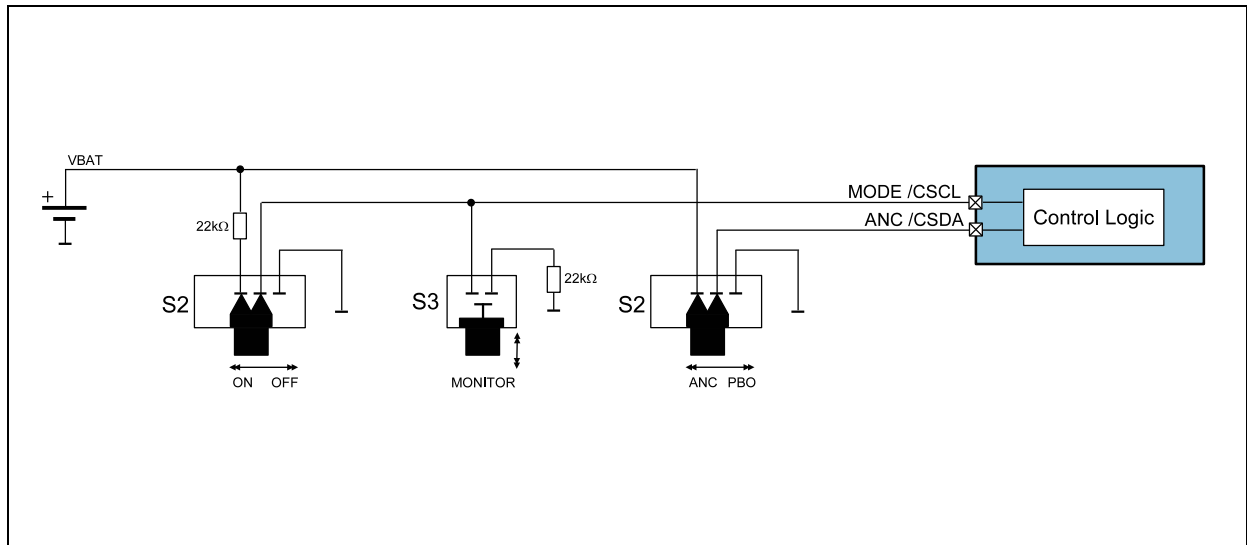 VBAT
+
MODE /CSCL
ANC /CSDA
Control Logic
22kΩ
22kΩ
S2
S3
S2
ON OFF
MONITOR
ANC PBO